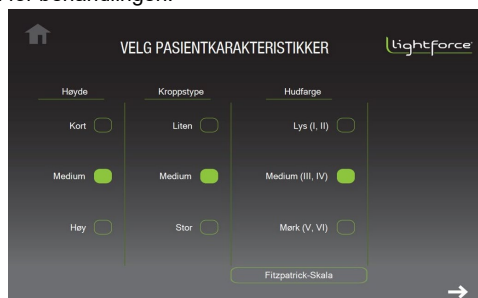 for behandlingen.
VELG PASIENTKARAKTERISTIKKER
lightforce
Høyde
Kroppstype
Hudfarge
Kort
Liten
Lys (I, II)
Medium
Medium
Medium (III, IV)
Høy
Stor
Mørk (V, VI)
Fitzpatrick-Skala